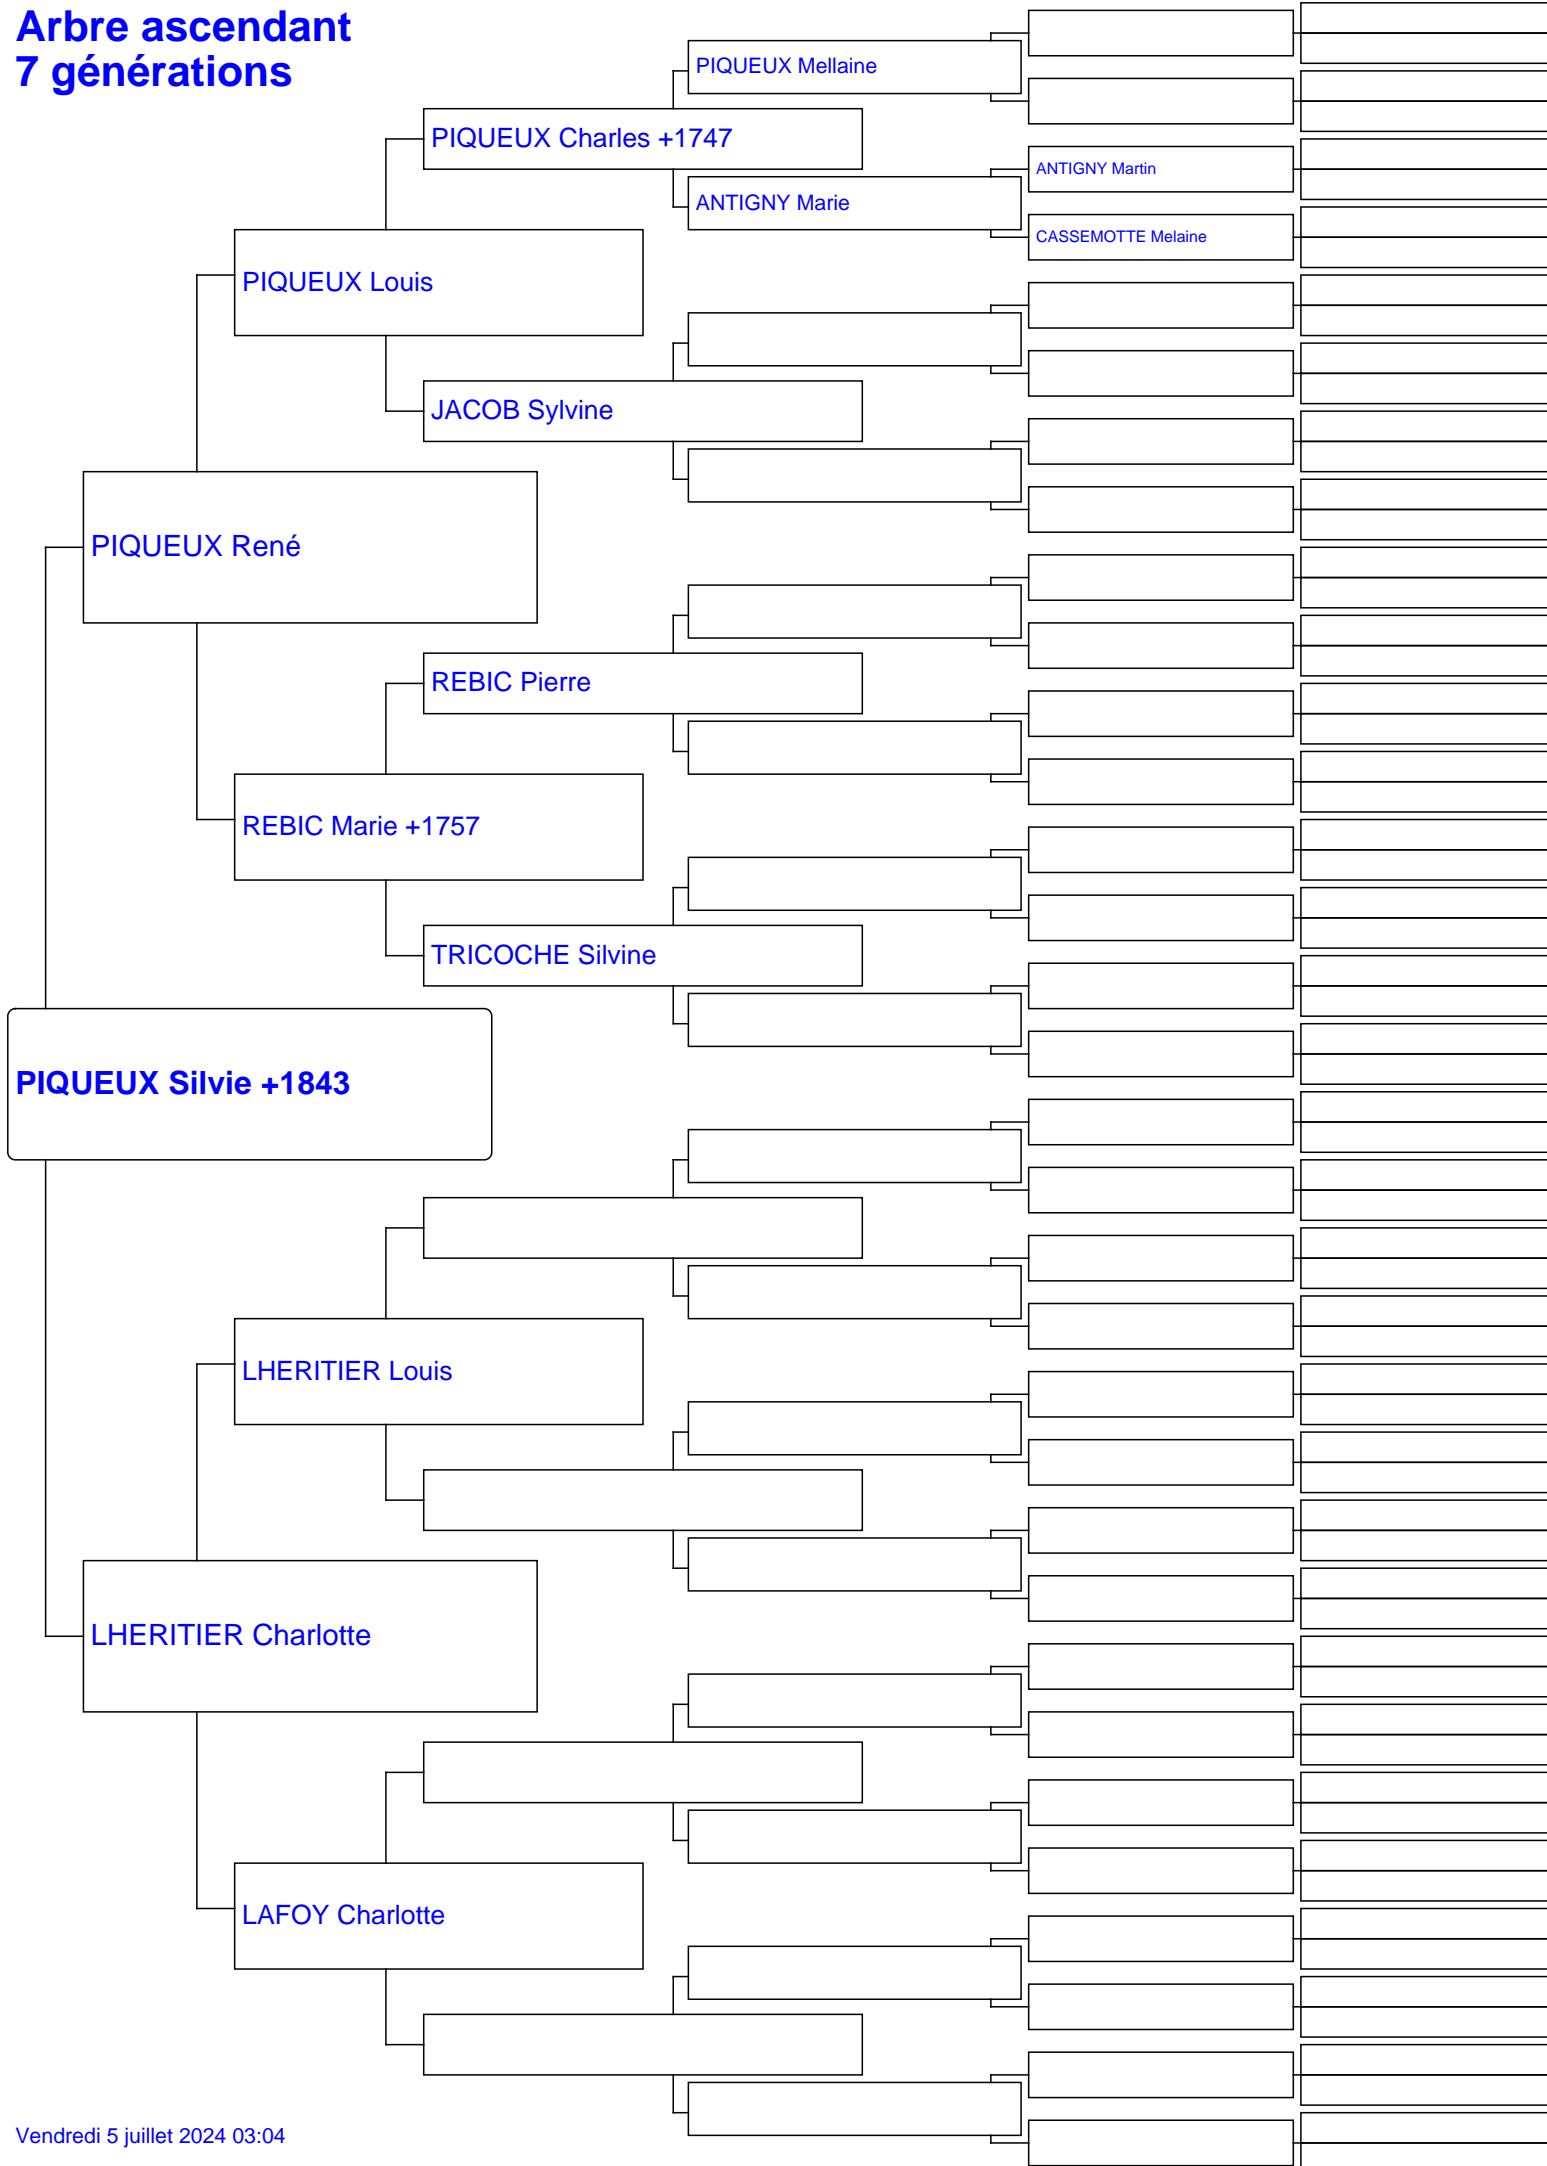 Arbre ascendant
7 générations
PIQUEUX Mellaine
PIQUEUX Charles +1747
ANTIGNY Martin
ANTIGNY Marie
CASSEMOTTE Melaine
PIQUEUX Louis
JACOB Sylvine
PIQUEUX René
REBIC Pierre
REBIC Marie +1757
TRICOCHE Silvine
PIQUEUX Silvie +1843
LHERITIER Louis
LHERITIER Charlotte
LAFOY Charlotte
Vendredi 5 juillet 2024 03:04